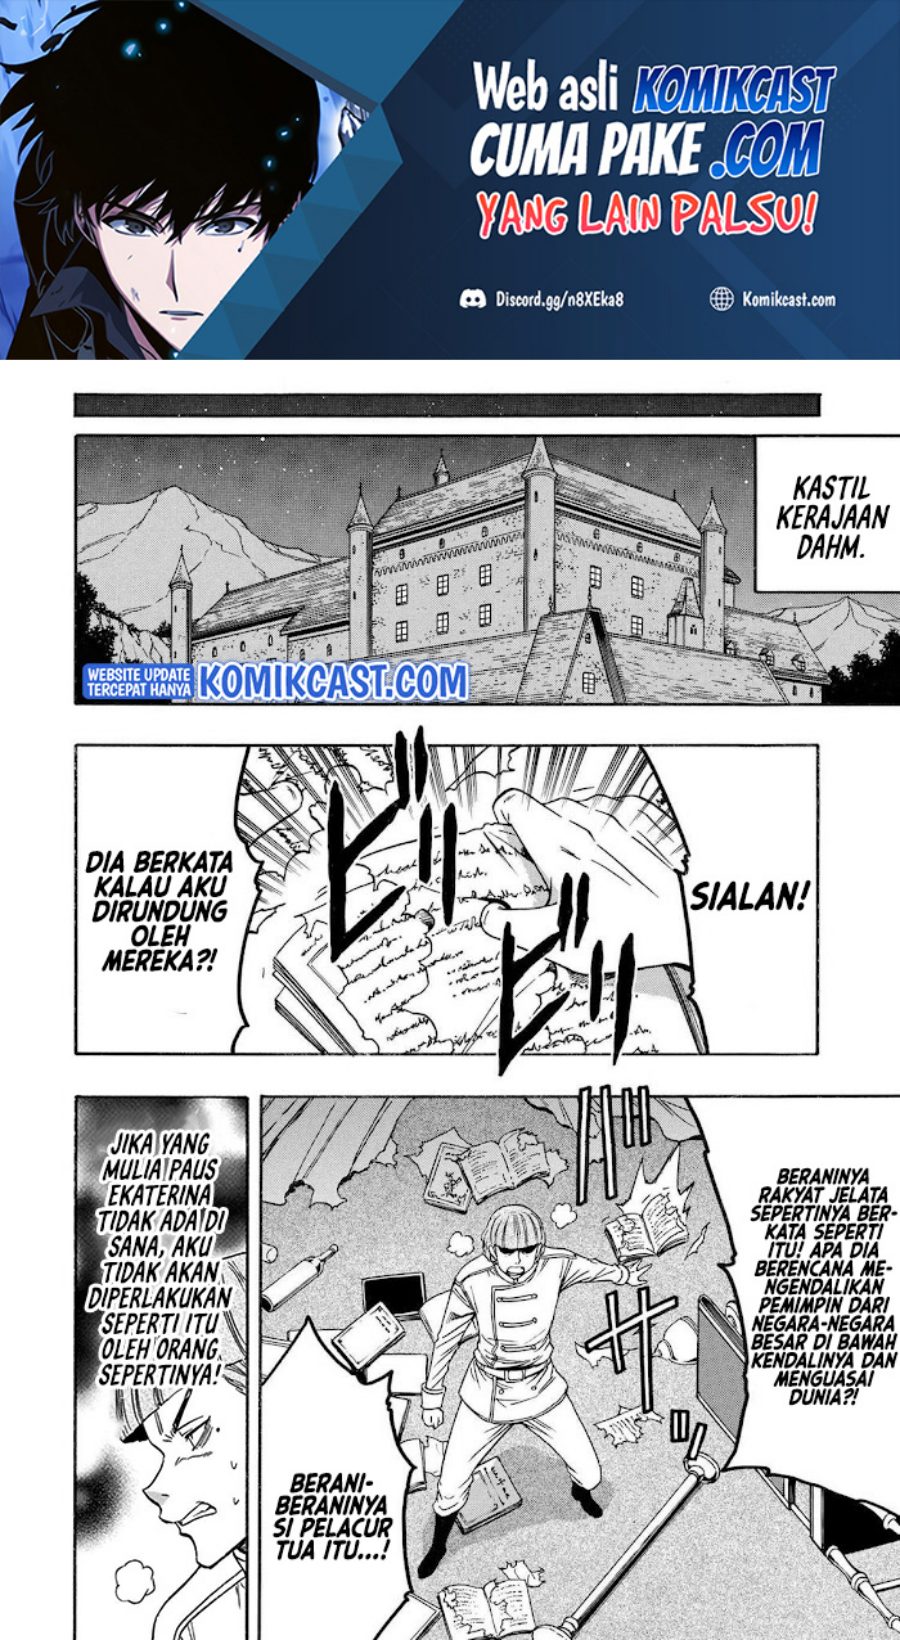 Web asli KOMIKCAST
CUMA PAKE .COM
YANG LAIN PALSU!
Discord.gg/n8XEka8
Komikcast.com
KASTIL
KERAJAAN
DAHM.
WEBSITE UPDATE
TERCEPAT HANYA
KOMIKCAST.COM
SIALAN!
ビリ
ビリ
DIA BERKATA
KALAU AKU
DIRUNDUNG
OLEH
MEREKA?!
BERANINYA
RAKYAT JELATA
SEPERTINYA BER-
KATA SEPERTI
ITU! APA DIA
BERENCANA ME-
NGENDALIKAN
PEMIMPIN DARI
NEGARA-NEGARA
BESAR DI BAWAH
KENDALINYA DAN
MENGUASAI
DUNIA?!
BERANI-
BERANINYA
SI PELACUR
TUA ITU...!
JIKA YANG
MULIA PAUS
EKATERINA
TIDAK ADA DI
SANA, AKU
TIDAK AKAN
DIPERLAKUKAN
SEPERTI ITU
OLEH ORANG
SEPERTINYA!